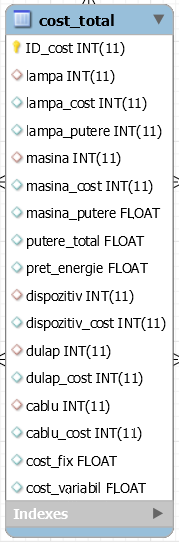 cost_total
ID_cost INT(11)
lampa INT(11)
lampa_cost INT(11)
lampa_putere INT(11)
masina INT(11)
masina_cost INT(11)
masina_putere FLOAT
putere_total FLOAT
pret_energie FLOAT
dispozitiv INT(11)
dispozitiv_cost INT(11)
dulap INT(11)
dulap_cost INT(11)
cablu INT(11)
cablu_cost INT(11)
cost_fix FLOAT
cost_variabil FLOAT
Indexes